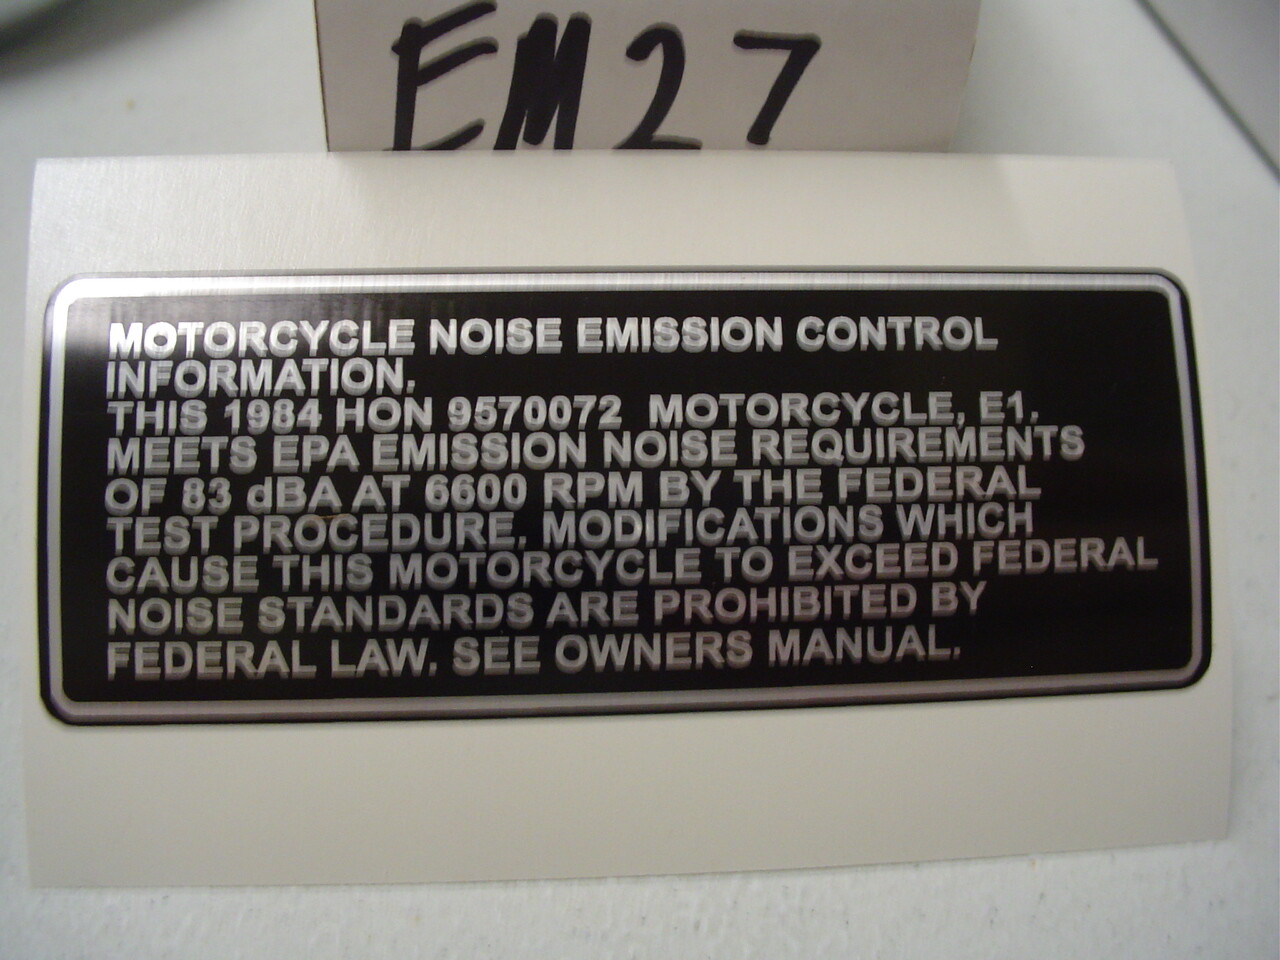 EM27
MOTORCYCLE NOISE EMISSION CONTROL
INFORMATION.
THIS 1984 HON 9570072 MOTORCYCLE, E1.
MEETS EPA EMISSION NOISE REQUIREMENTS
OF 83 dBA AT 6600 RPM BY THE FEDERAL
TEST PROCEDURE. MODIFICATIONS WHICH
CAUSE THIS MOTORCYCLE TO EXCEED FEDERAL
NOISE STANDARDS ARE PROHIBITED BY
FEDERAL LAW. SEE OWNERS MANUAL.